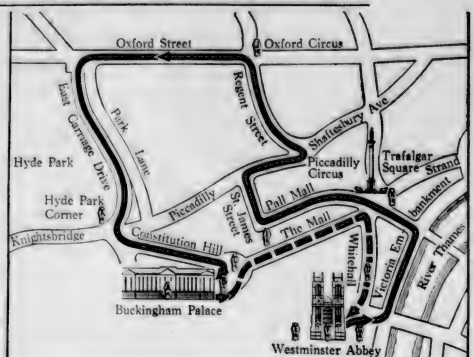 Oxford Street
Oxford Circus
East Carriage Drive
Park Lane
Regent Street
Shaftesbury Ave
Piccadilly Circus
Trafalgar Square
Strand
Hyde Park
Hyde Park Corner
Piccadilly
St. James Street
Pall Mall
The Mall
Knightsbridge
Constitution Hill
Whitehall
Victoria Embankment
River Thames
Buckingham Palace
Westminster Abbey